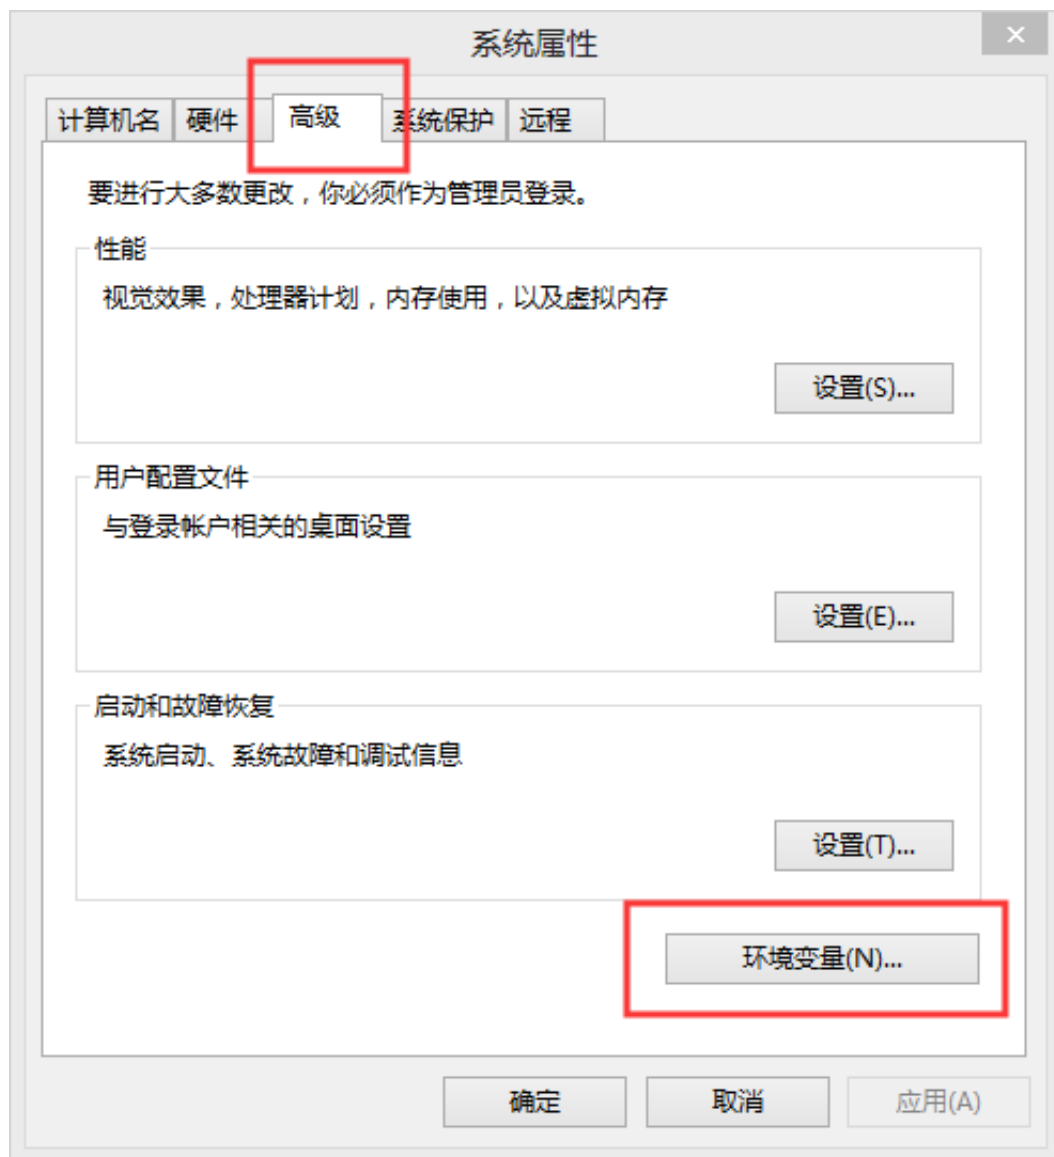 系统属性
计算机名 硬件 高级 系统保护 远程
要进行大多数更改，你必须作为管理员登录。
性能
视觉效果，处理器计划，内存使用，以及虚拟内存
设置(S)...
用户配置文件
与登录帐户相关的桌面设置
设置(E)...
启动和故障恢复
系统启动、系统故障和调试信息
设置(T)...
环境变量(N)...
确定 取消 应用(A)